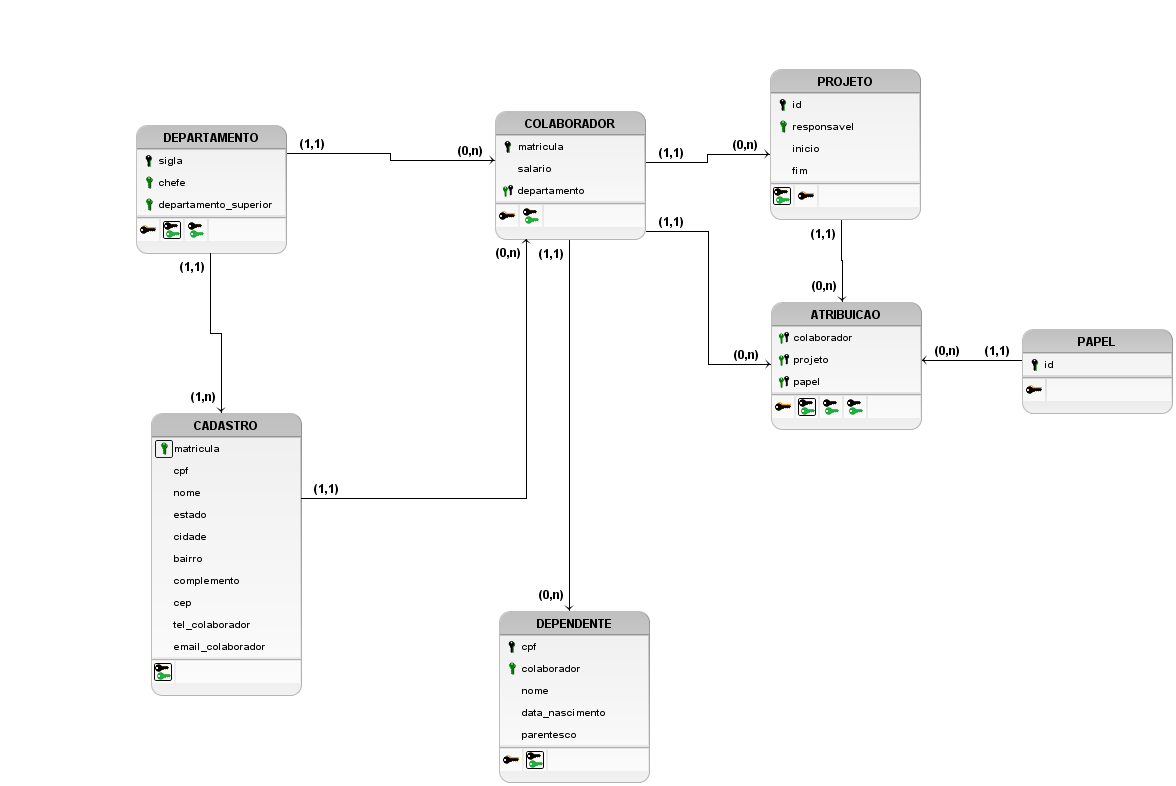 DEPARTAMENTO
sigla
chefe
departamento_superior
(1,1)
(0,n)
(1,1)
(1,n)
COLABORADOR
matricula
salario
departamento
(1,1)
(0,n)
(1,1)
(0,n)
(0,n)
(1,1)
PROJETO
id
responsavel
inicio
fim
(1,1)
(0,n)
ATRIBUICAO
colaborador
projeto
papel
(0,n)
(1,1)
PAPEL
id
CADASTRO
matricula
cpf
nome
estado
cidade
bairro
complemento
cep
tel_colaborador
email_colaborador
(1,1)
(0,n)
DEPENDENTE
cpf
colaborador
nome
data_nascimento
parentesco